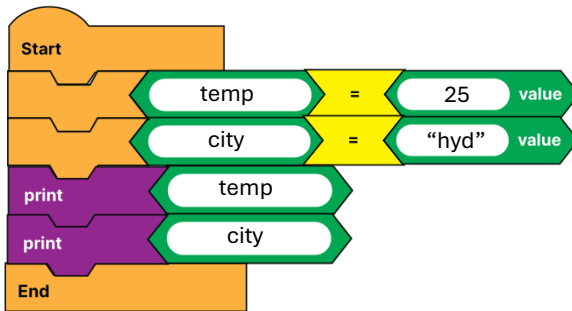 Start
temp = 25 value
city = “hyd” value
print temp
print city
End